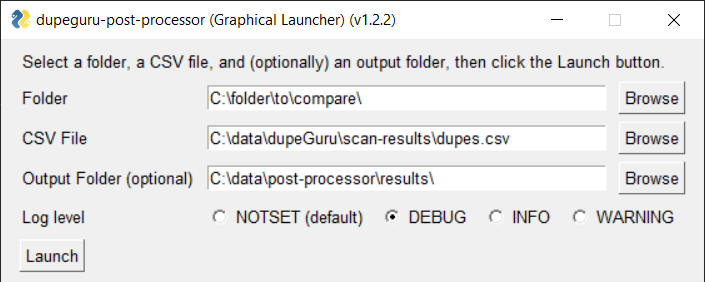 dupeguru-post-processor (Graphical Launcher) (v1.2.2)
Select a folder, a CSV file, and (optionally) an output folder, then click the Launch button.
Folder C:\folder\to\compare\ Browse
CSV File C:\data\dupeGuru\scan-results\dupes.csv Browse
Output Folder (optional) C:\data\post-processor\results\ Browse
Log level NOTSET (default) DEBUG INFO WARNING
Launch